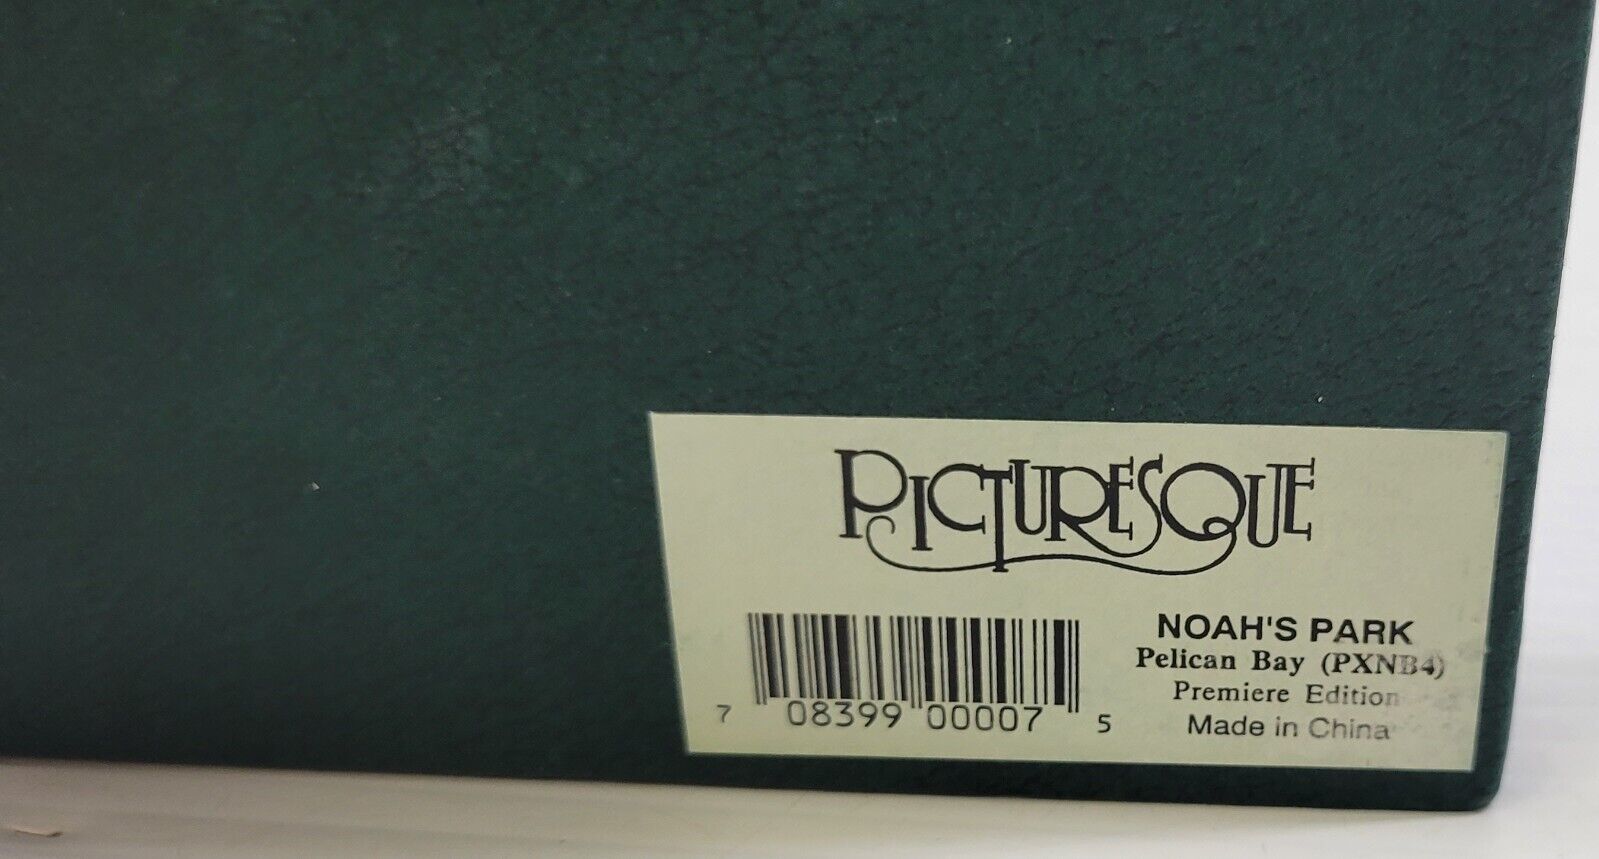 PICTURESQUE
NOAH'S PARK
Pelican Bay (PXNB4)
Premiere Edition
Made in China
7 08399 00007 5